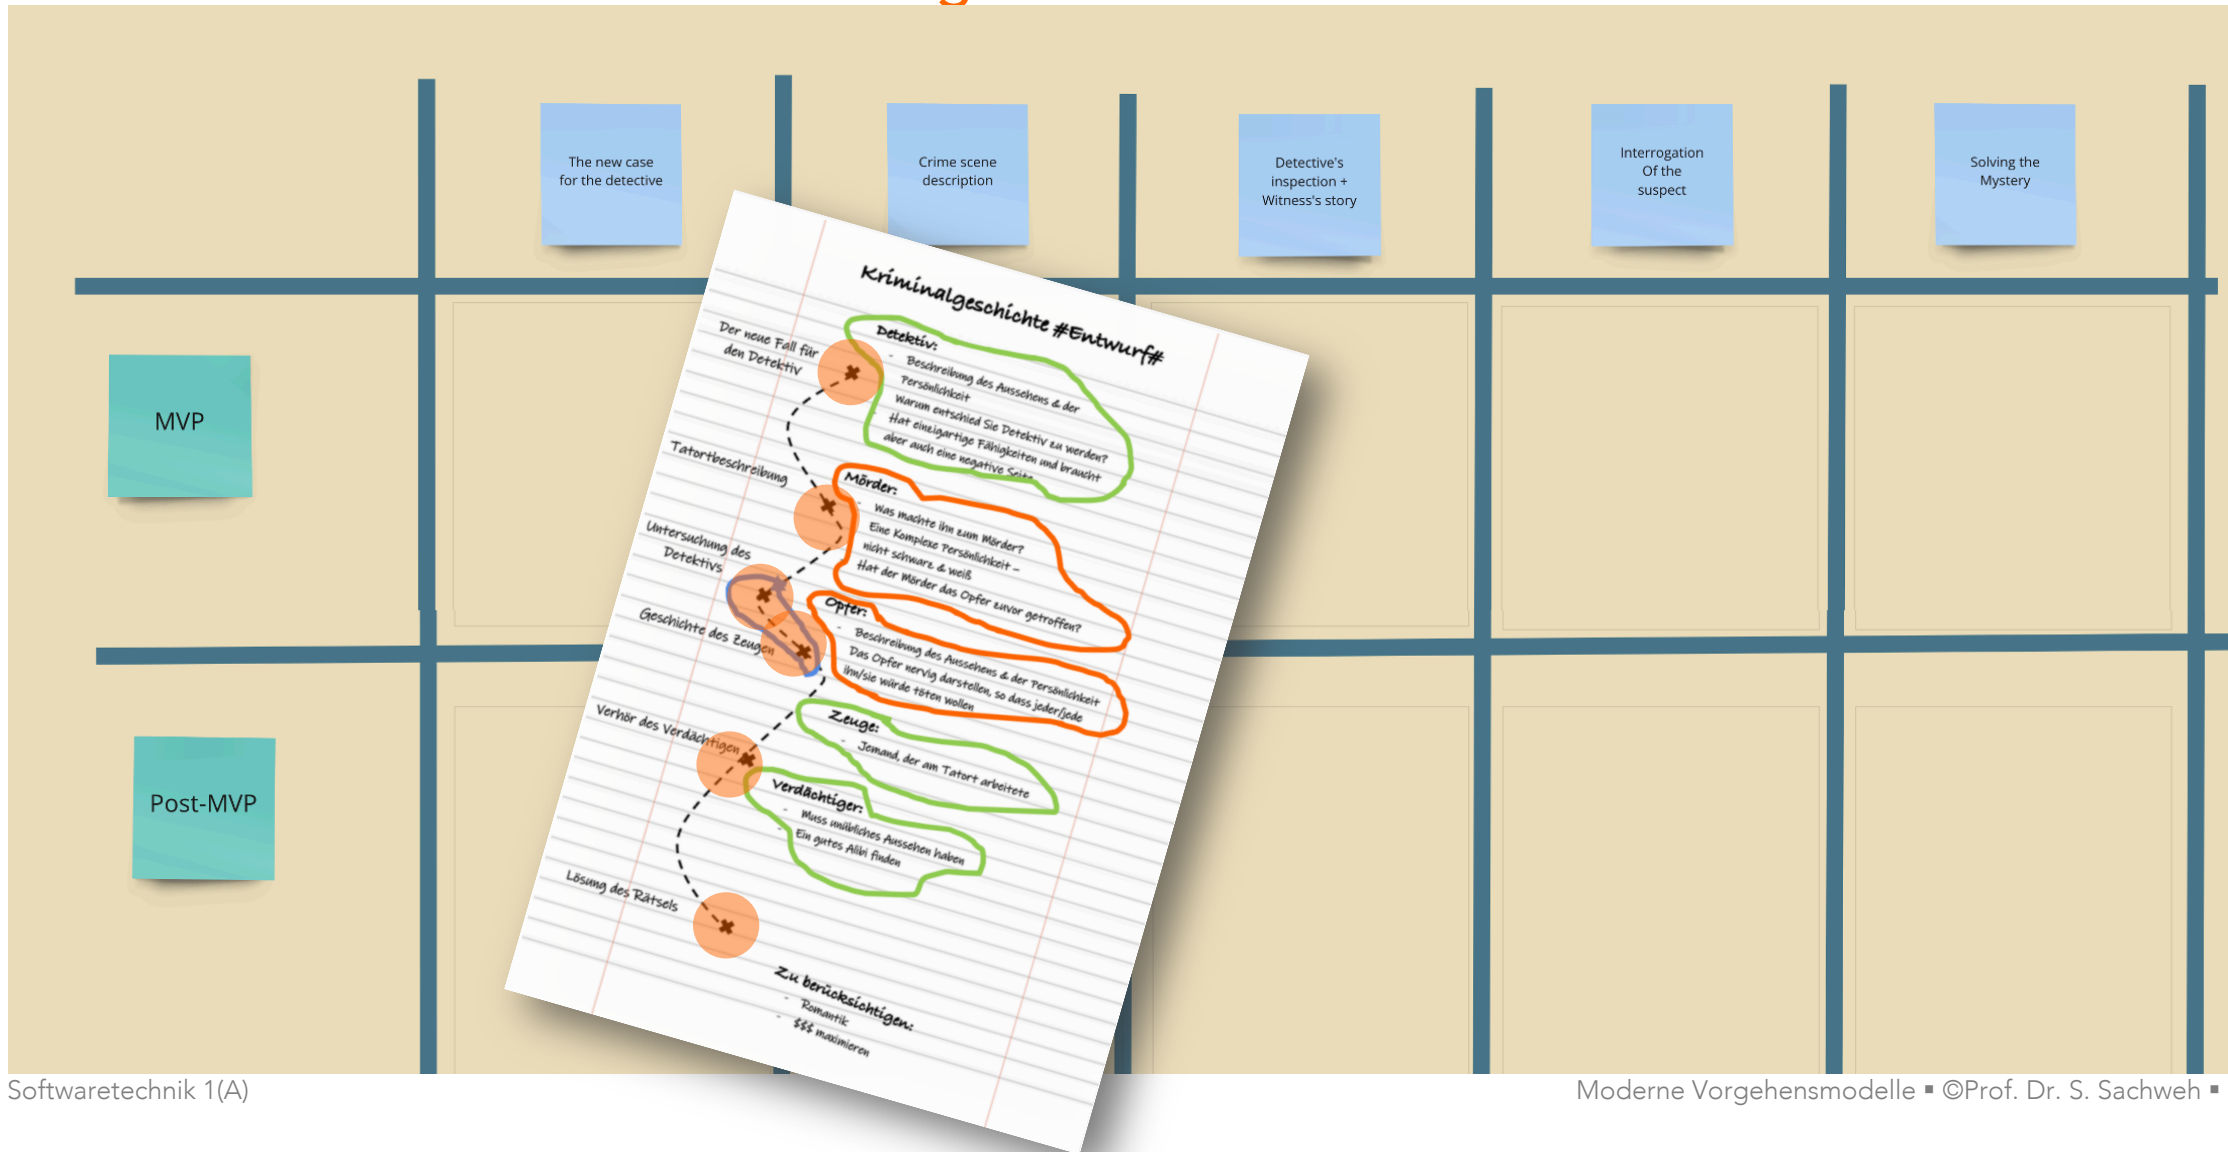 The new case
for the detective
Crime scene
description
Detective's
inspection +
Witness's story
Interrogation
Of the
suspect
Solving the
Mystery
MVP
Post-MVP
Kriminalgeschichte #Entwurf#
Der neue Fall für
den Detektiv
Tatortbeschreibung
Untersuchung des
Detektivs
Geschichte des Zeugen
Verhör des Verdächtigen
Lösung des Rätsels
Detektiv:
- Beschreibung des Aussehens & der
Persönlichkeit
Warum entschied Sie Detektiv zu werden?
- Hat einzigartige Fähigkeiten und braucht
aber auch eine negative Seite
Mörder:
- Was machte ihn zum Mörder?
Eine Komplexe Persönlichkeit –
nicht schwarz & weiß
- Hat der Mörder das Opfer zuvor getroffen?
Opfer:
- Beschreibung des Aussehens & der Persönlichkeit
Das Opfer nervig darstellen, so dass jeder/jede
ihn/sie würde töten wollen
Zeuge:
- Jemand, der am Tatort arbeitete
Verdächtiger:
- Muss unübliches Aussehen haben
- Ein gutes Alibi finden
Zu berücksichtigen:
- Romantik
- $$$ maximieren
Softwaretechnik 1(A)
Moderne Vorgehensmodelle ▪ ©Prof. Dr. S. Sachweh ▪